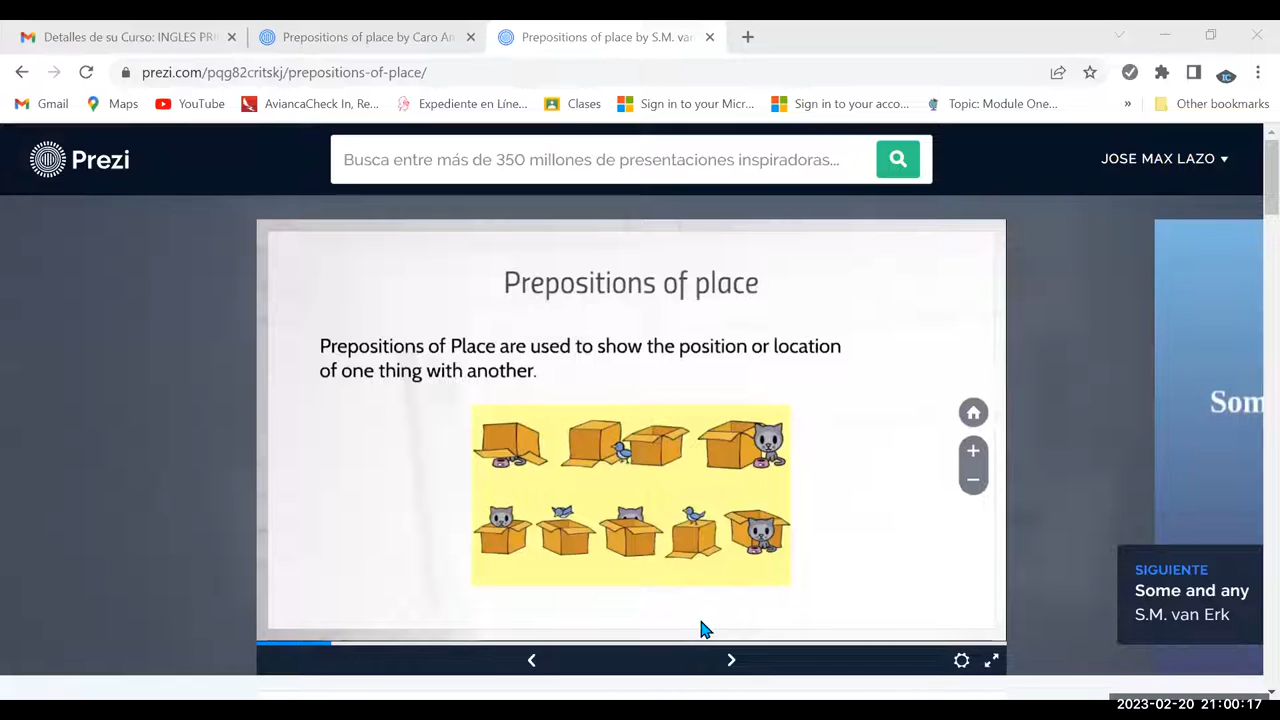 Detalles de su Curso: INGLES PRI
Prepositions of place by Caro An
Prepositions of place by S.M. van
prezi.com/pqg82critskj/prepositions-of-place/
Gmail
Maps
YouTube
AviancaCheck In, Re...
Expediente en Líne...
Clases
Sign in to your Micr...
Sign in to your acco...
Topic: Module One...
»
Other bookmarks
Prezi
Busca entre más de 350 millones de presentaciones inspiradoras...
JOSE MAX LAZO
Prepositions of place
Prepositions of Place are used to show the position or location
of one thing with another.
Som
SIGUIENTE
Some and any
S.M. van Erk
2023-02-20 21:00:17